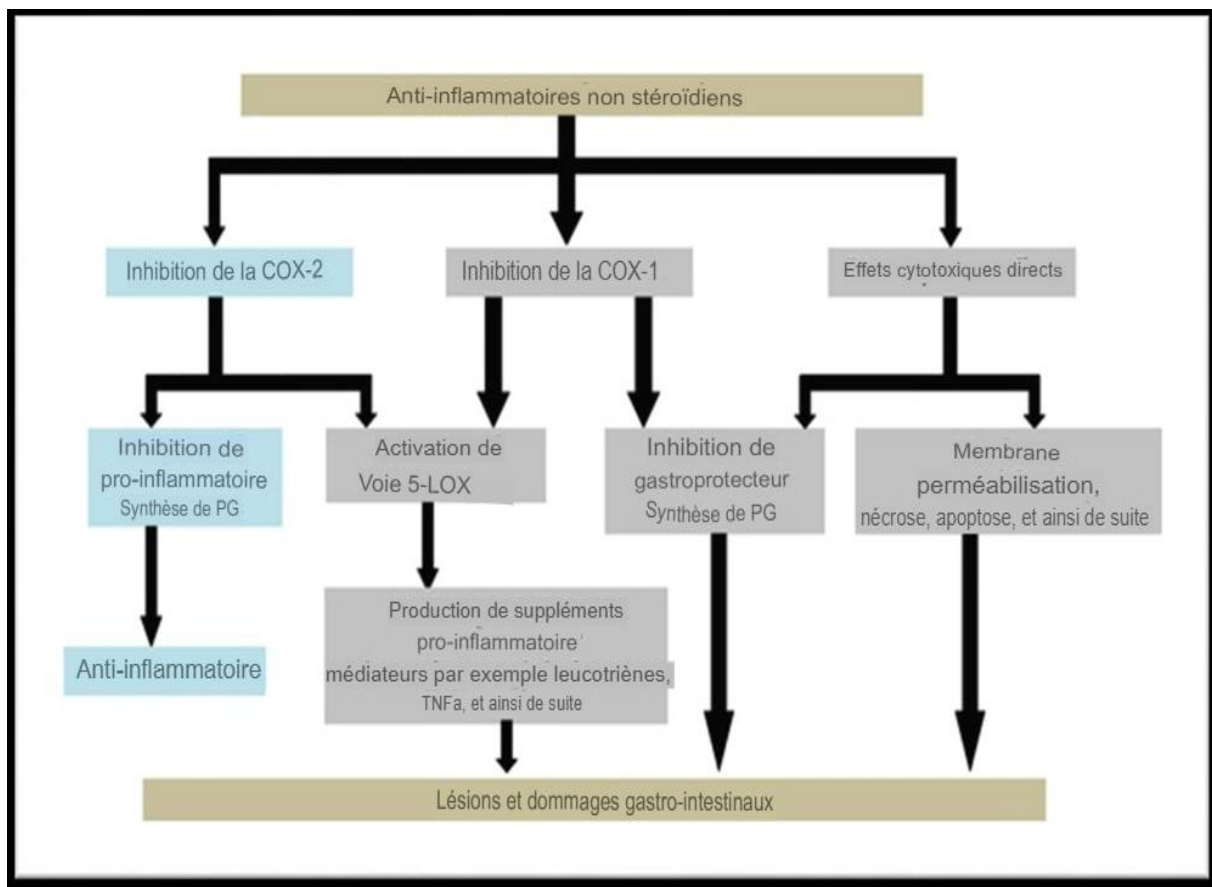 Anti-inflammatoires non stéroïdiens
Inhibition de la COX-2
Inhibition de la COX-1
Effets cytotoxiques directs
Inhibition de
pro-inflammatoire
Synthèse de PG
Activation de
Voie 5-LOX
Inhibition de
gastroprotecteur
Synthèse de PG
Membrane
perméabilisation,
nécrose, apoptose, et ainsi de suite
Anti-inflammatoire
Production de suppléments
pro-inflammatoire
médiateurs par exemple leucotriènes,
TNFa, et ainsi de suite
Lésions et dommages gastro-intestinaux